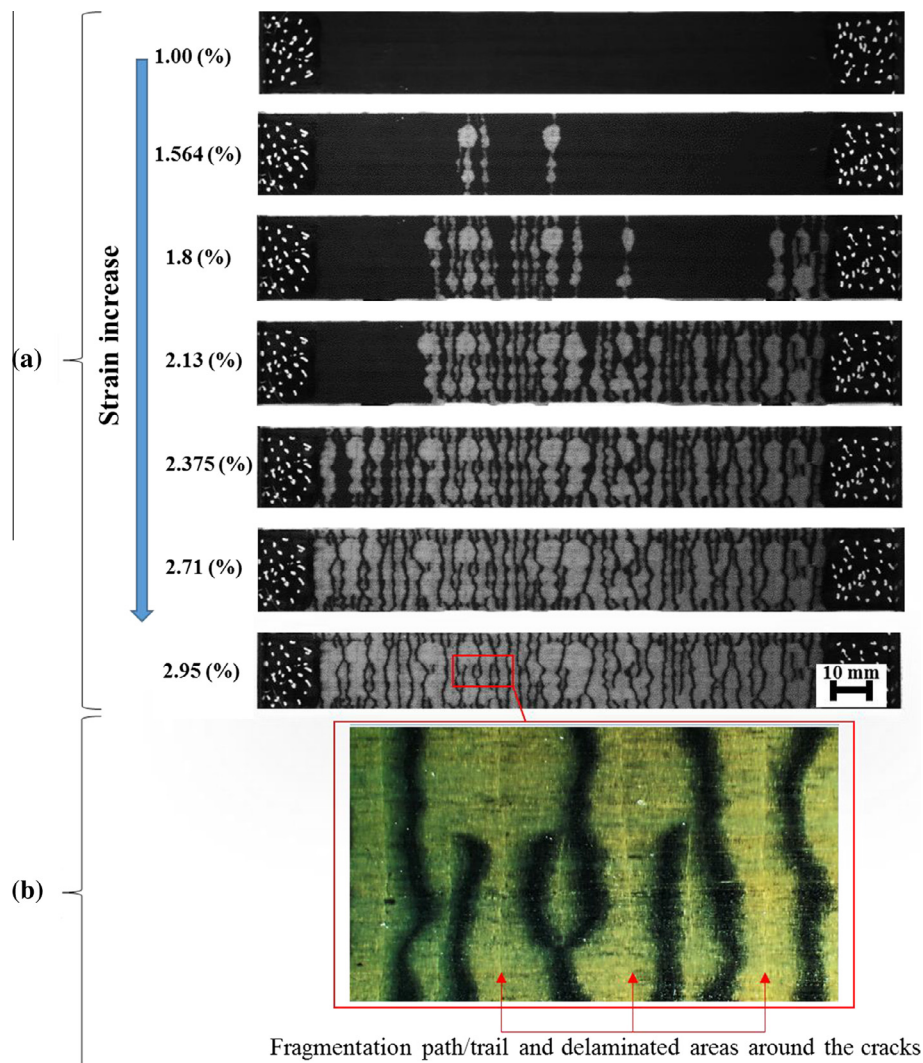 1.00 (%)
1.564 (%)
1.8 (%)
(a)
Strain increase
2.13 (%)
2.375 (%)
2.71 (%)
2.95 (%)
10 mm
(b)
Fragmentation path/trail and delaminated areas around the cracks